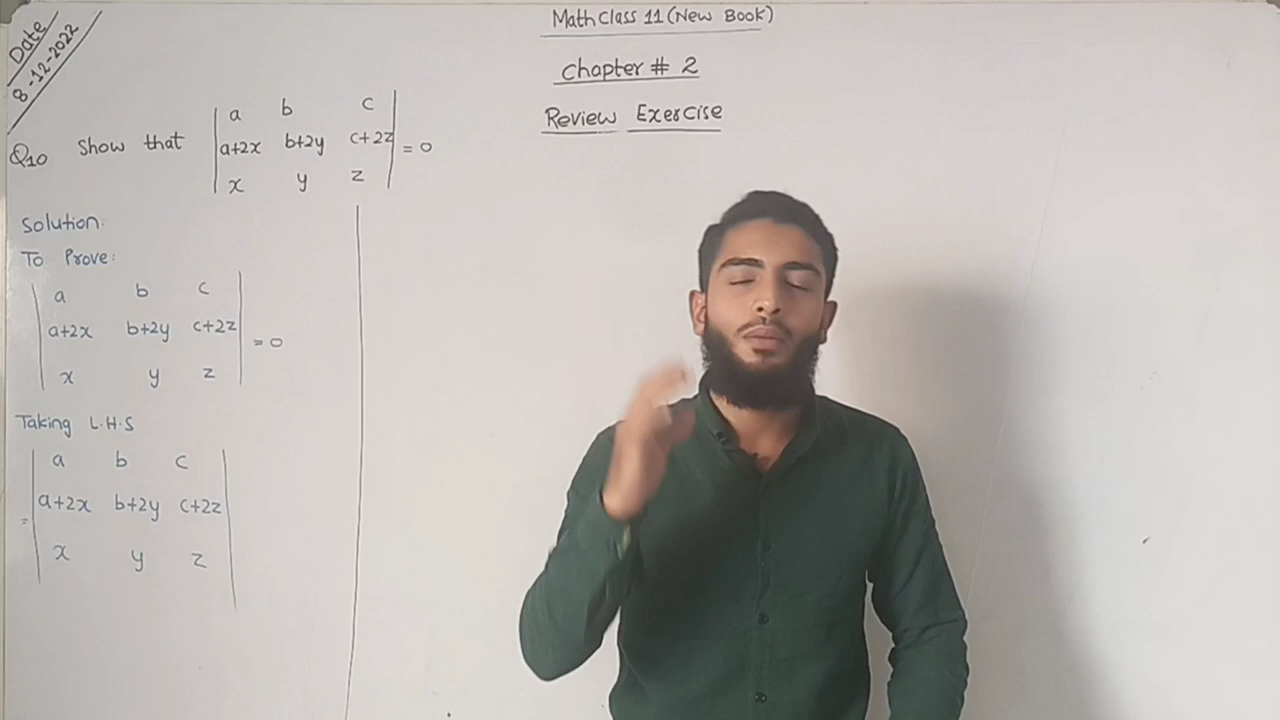 Date
8-12-2022
Math Class 11 (New Book)
Chapter # 2
Review Exercise
Q10 Show that | a b c |
| a+2x b+2y c+2z | = 0
| x y z |
Solution:
To Prove:
| a b c |
| a+2x b+2y c+2z | = 0
| x y z |
Taking L.H.S
| a b c |
= | a+2x b+2y c+2z |
| x y z |